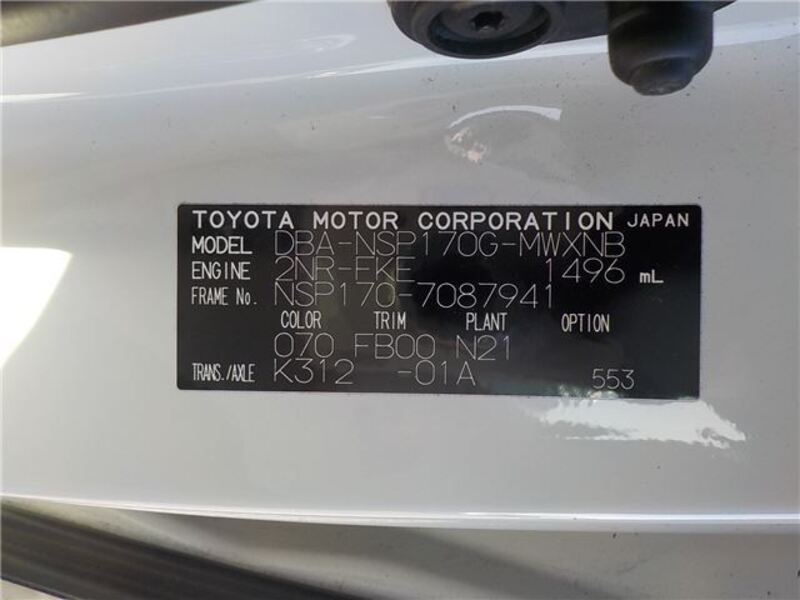 TOYOTA MOTOR CORPORATION JAPAN
MODEL DBA-NSP170G-MWXNB
ENGINE 2NR-FKE 1496 mL
FRAME No. NSP170-7087941
COLOR TRIM PLANT OPTION
070 FB00 N21
TRANS./AXLE K312 -01A 553